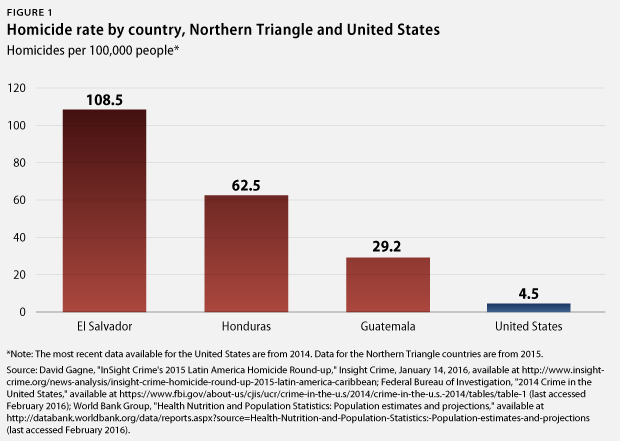 FIGURE 1
Homicide rate by country, Northern Triangle and United States
Homicides per 100,000 people*
120
100
80
60
40
20
0
108.5
62.5
29.2
4.5
El Salvador
Honduras
Guatemala
United States
*Note: The most recent data available for the United States are from 2014. Data for the Northern Triangle countries are from 2015.
Source: David Gagne, "InSight Crime's 2015 Latin America Homicide Round-up," Insight Crime, January 14, 2016, available at http://www.insight-
crime.org/news-analysis/insight-crime-homicide-round-up-2015-latin-america-caribbean; Federal Bureau of Investigation, "2014 Crime in the
United States," available at https://www.fbi.gov/about-us/cjis/ucr/crime-in-the-u.s/2014/crime-in-the-u.s.-2014/tables/table-1 (last accessed
February 2016); World Bank Group, "Health Nutrition and Population Statistics: Population estimates and projections," available at
http://databank.worldbank.org/data/reports.aspx?source=Health-Nutrition-and-Population-Statistics:-Population-estimates-and-projections
(last accessed February 2016).